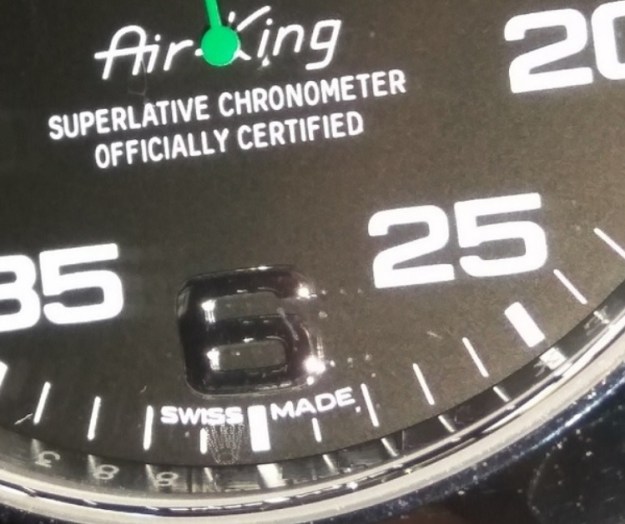 Air-King
SUPERLATIVE CHRONOMETER
OFFICIALLY CERTIFIED
20
25
35
6
SWISS MADE